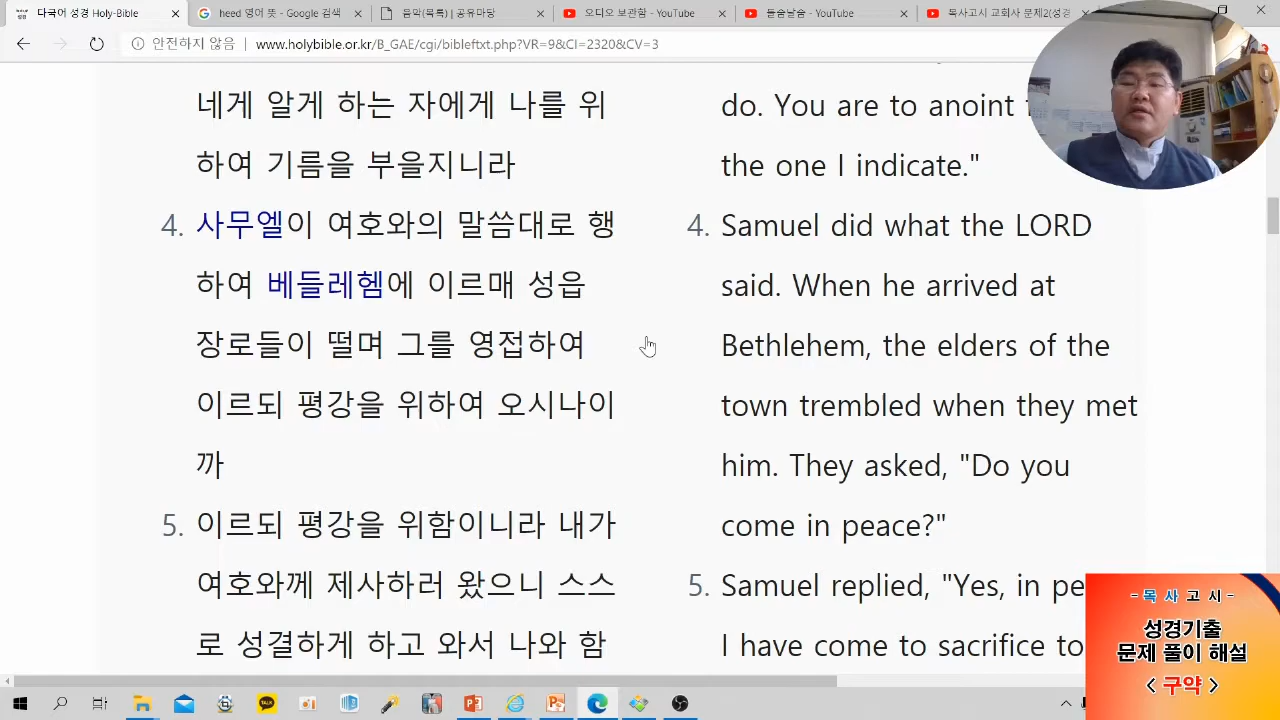 다국어 성경 Holy-Bible
heed 영어 뜻 - Google 검색
음악(목록) | 공유마당
오디오 보관함 - YouTube
돌숨날숨 - YouTube
목사고시 교회사 문제2(성경
안전하지 않음 | www.holybible.or.kr/B_GAE/cgi/bibleftxt.php?VR=9&CI=2320&CV=3
네게 알게 하는 자에게 나를 위
하여 기름을 부을지니라
4. 사무엘이 여호와의 말씀대로 행
하여 베들레헴에 이르매 성읍
장로들이 떨며 그를 영접하여
이르되 평강을 위하여 오시나이
까
5. 이르되 평강을 위함이니라 내가
여호와께 제사하러 왔으니 스스
로 성결하게 하고 와서 나와 함
do. You are to anoint
the one I indicate."
4. Samuel did what the LORD
said. When he arrived at
Bethlehem, the elders of the
town trembled when they met
him. They asked, "Do you
come in peace?"
5. Samuel replied, "Yes, in pe
I have come to sacrifice to
- 목 사 고 시 -
성경기출
문제 풀이 해설
< 구약 >